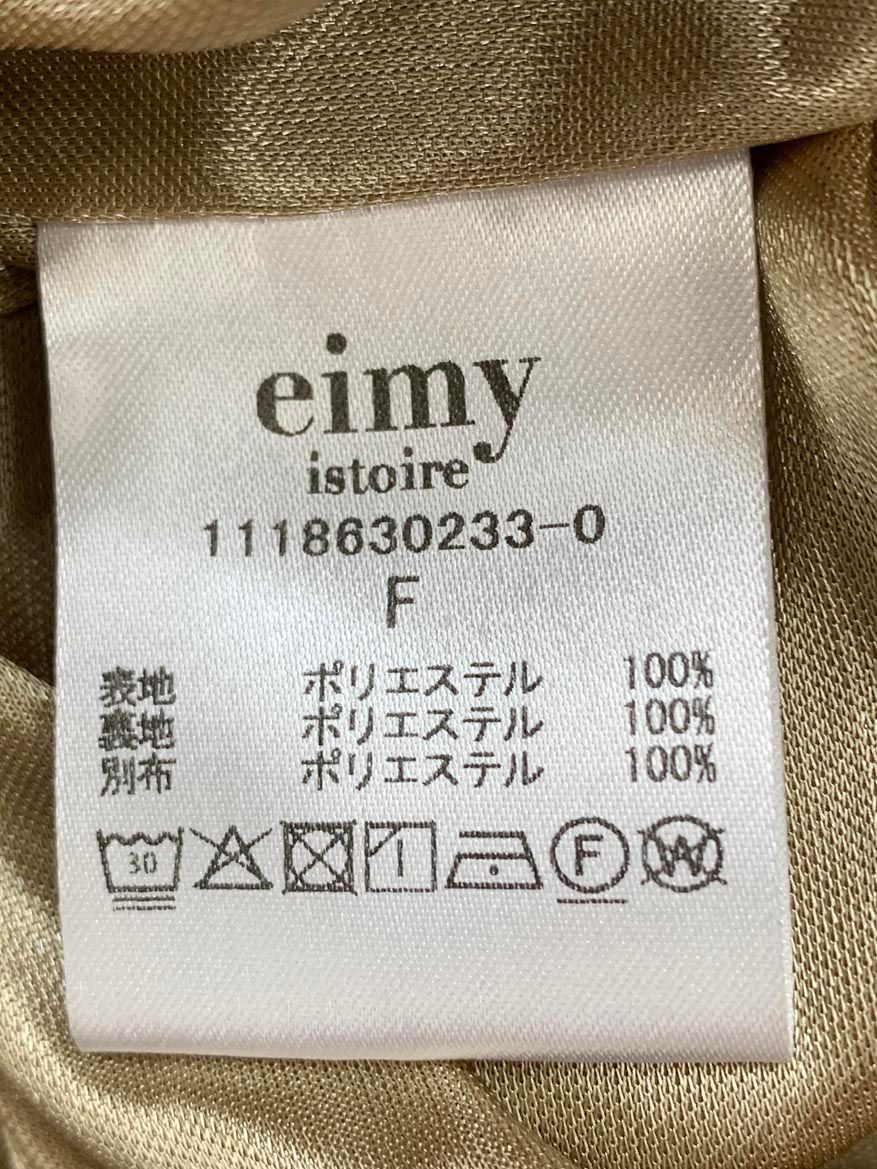 eimy
istoire
1118630233-0
F
表地 ポリエステル 100%
裏地 ポリエステル 100%
別布 ポリエステル 100%
30 F W